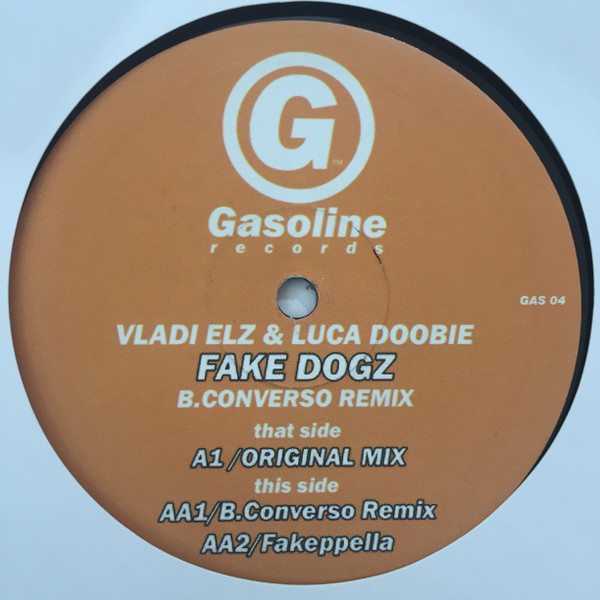 G
™
Gasoline
records
GAS 04
VLADI ELZ & LUCA DOOBIE
FAKE DOGZ
B.CONVERSO REMIX
that side
A1 /ORIGINAL MIX
this side
AA1/B.Converso Remix
AA2/Fakeppella